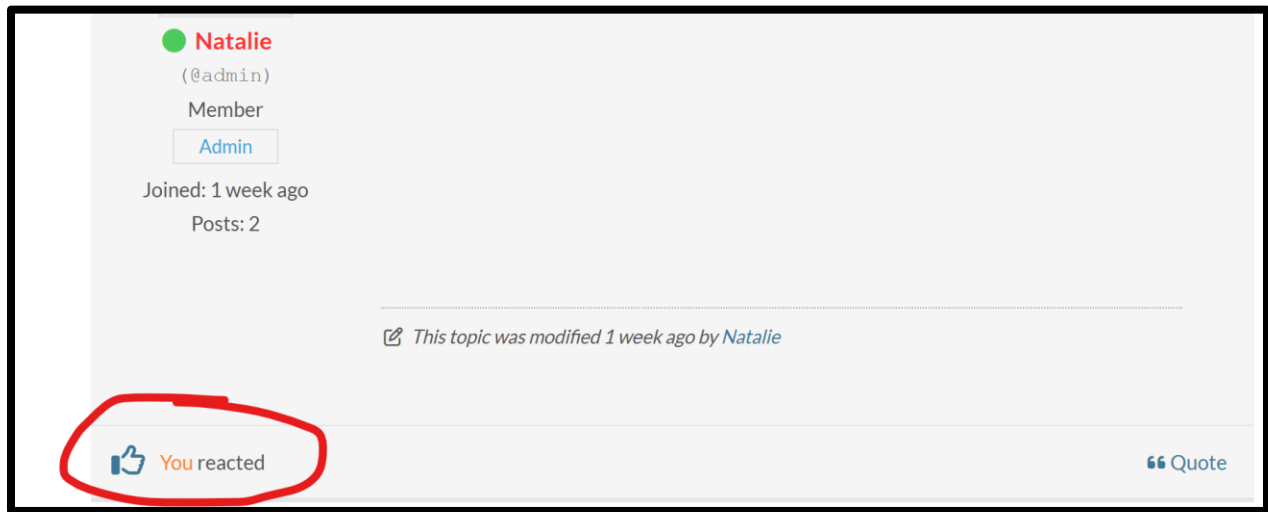 Natalie
(@admin)
Member
Admin
Joined: 1 week ago
Posts: 2
This topic was modified 1 week ago by Natalie
You reacted
Quote